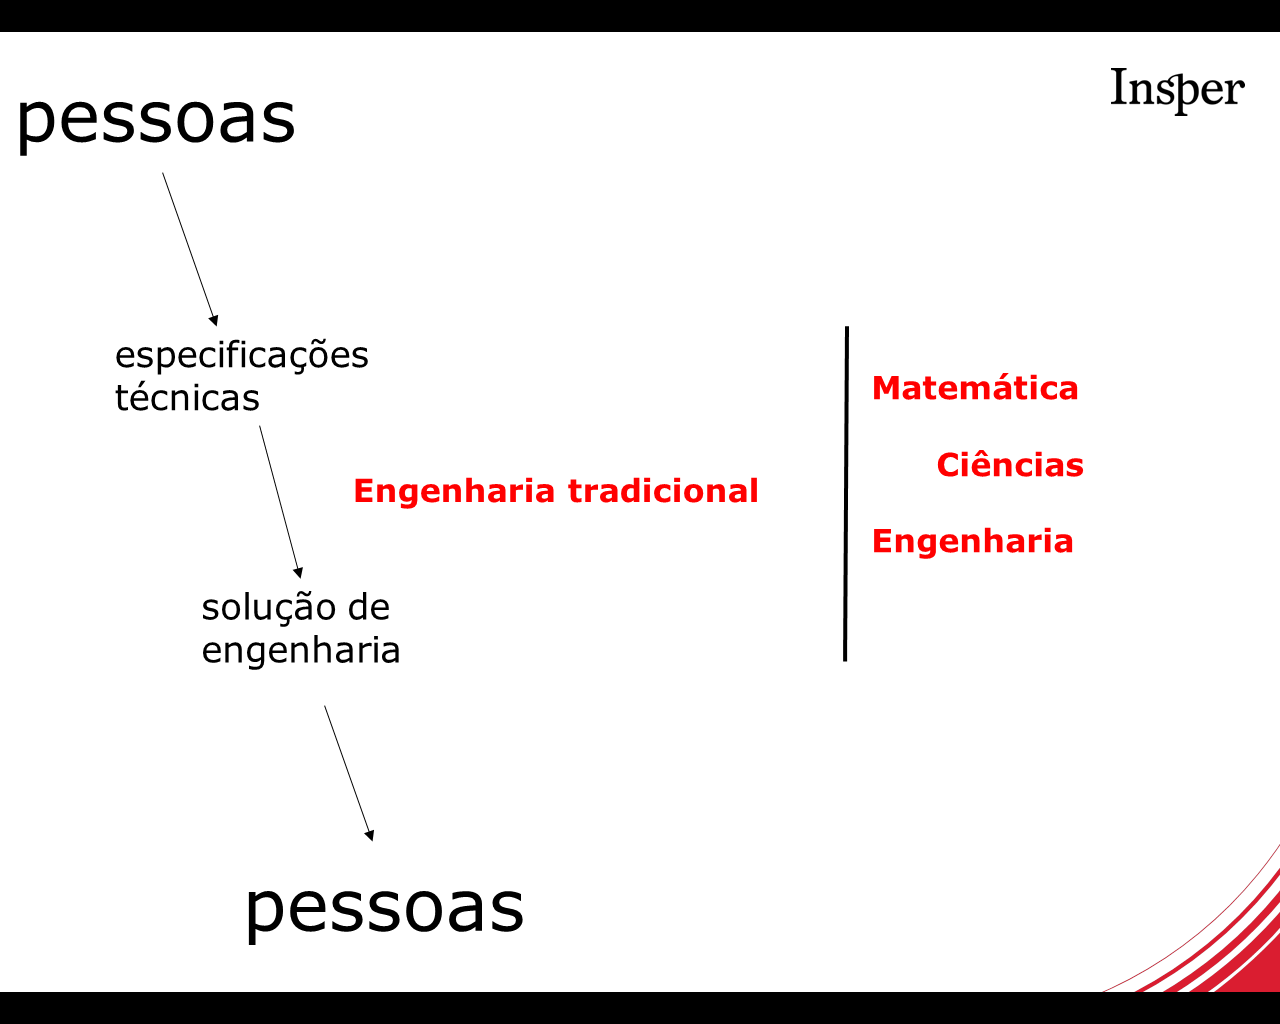 Insper
pessoas
especificações
técnicas
Matemática
Ciências
Engenharia tradicional
Engenharia
solução de
engenharia
pessoas